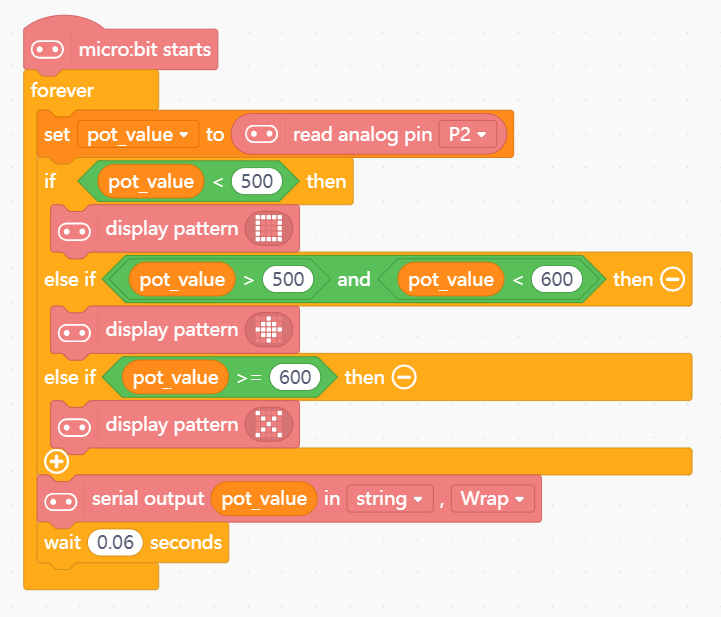 micro:bit starts
forever
set pot_value to read analog pin P2
if pot_value < 500 then
display pattern
else if pot_value > 500 and pot_value < 600 then
display pattern
else if pot_value >= 600 then
display pattern
serial output pot_value in string , Wrap
wait 0.06 seconds